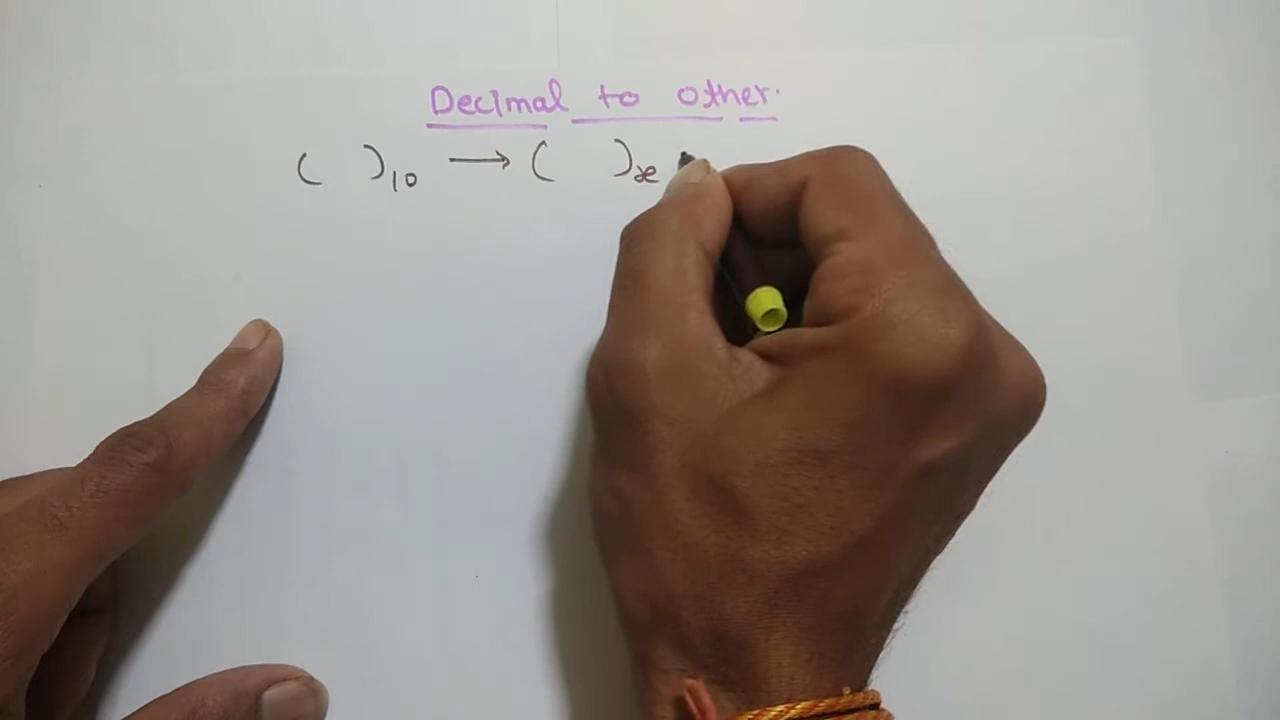 Decimal to other.
( )10 → ( )x